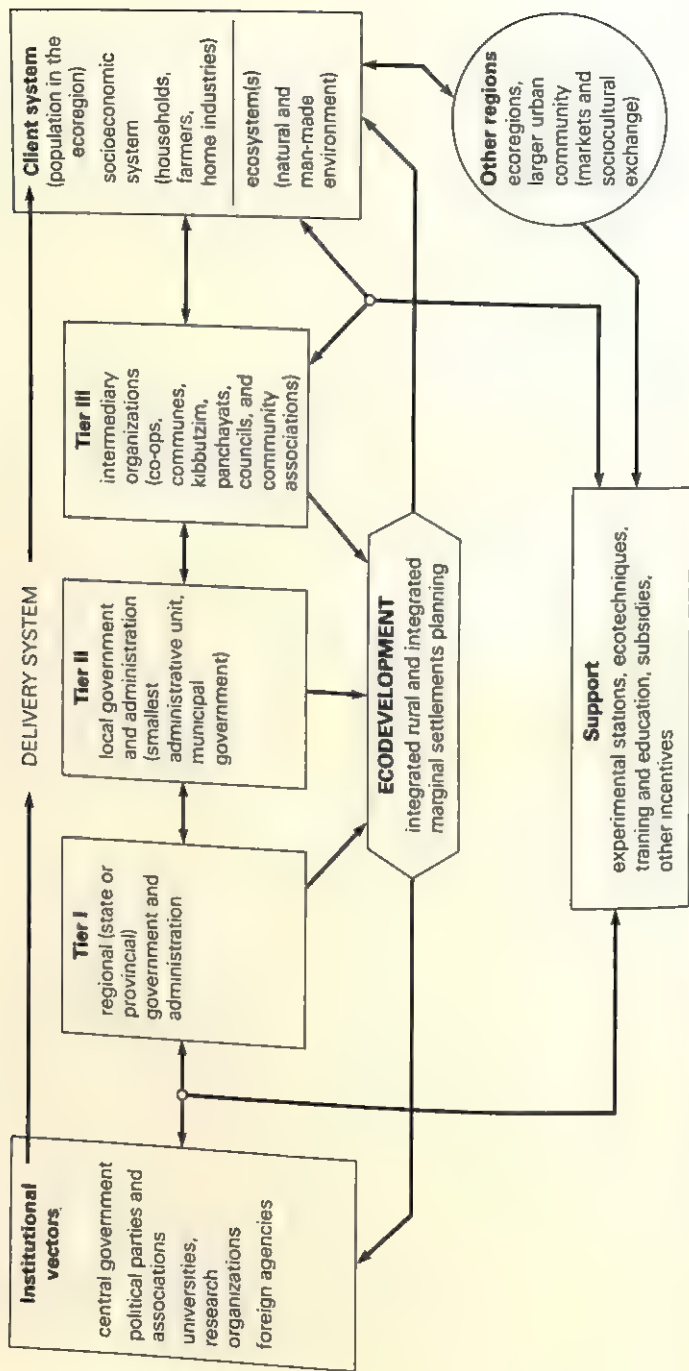 DELIVERY SYSTEM
Institutional
vectors
central government
political parties and
associations
universities,
research
organizations
foreign agencies
Tier I
regional (state or
provincial)
government and
administration
Tier II
local government
and administration
(smallest
administrative unit,
municipal
government)
Tier III
intermediary
organizations
(co-ops,
communes,
kibbutzim,
panchayats,
councils, and
community
associations)
Client system
(population in the
ecoregion)
socioeconomic
system
(households,
farmers,
home industries)
ecosystem(s)
(natural and
man-made
environment)
ECODEVELOPMENT
integrated rural and integrated
marginal settlements planning
Other regions
ecoregions,
larger urban
community
(markets and
sociocultural
exchange)
Support
experimental stations, ecotechniques,
training and education, subsidies,
other incentives